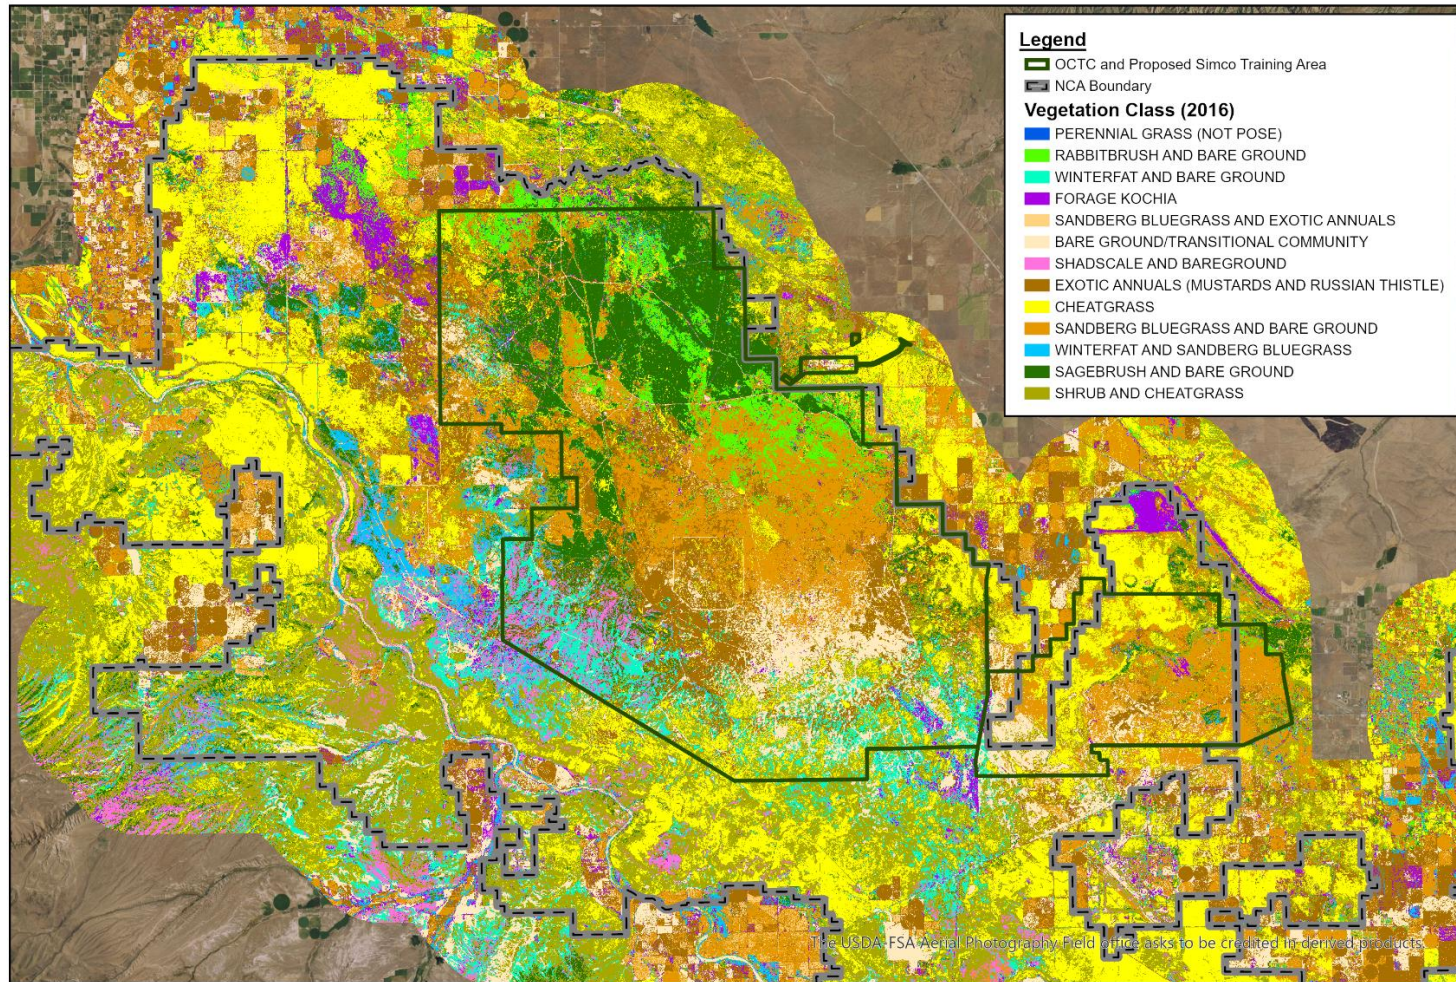 Legend
OCTC and Proposed Simco Training Area
NCA Boundary
Vegetation Class (2016)
PERENNIAL GRASS (NOT POSE)
RABBITBRUSH AND BARE GROUND
WINTERFAT AND BARE GROUND
FORAGE KOCHIA
SANDBERG BLUEGRASS AND EXOTIC ANNUALS
BARE GROUND/TRANSITIONAL COMMUNITY
SHADSCALE AND BAREGROUND
EXOTIC ANNUALS (MUSTARDS AND RUSSIAN THISTLE)
CHEATGRASS
SANDBERG BLUEGRASS AND BARE GROUND
WINTERFAT AND SANDBERG BLUEGRASS
SAGEBRUSH AND BARE GROUND
SHRUB AND CHEATGRASS
The USDA-FSA Aerial Photography Field office asks to be credited in derived products.